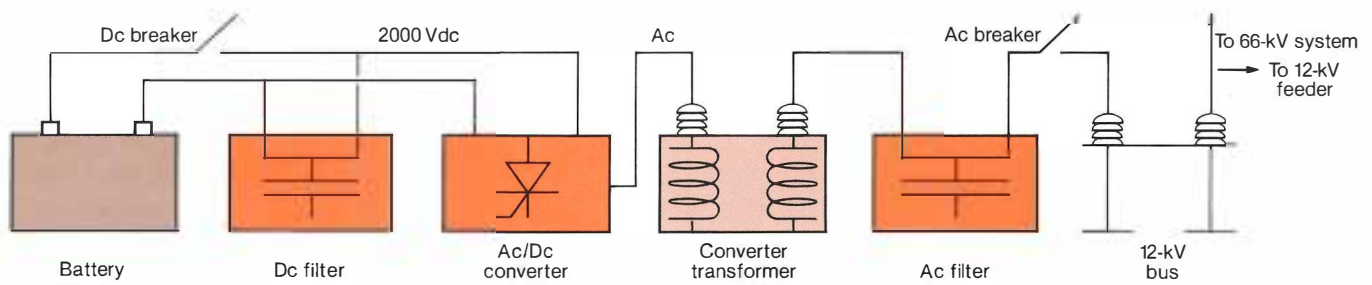 Dc breaker
2000 Vdc
Ac
Ac breaker
To 66-kV system
To 12-kV
feeder
Battery
Dc filter
Ac/Dc
converter
Converter
transformer
Ac filter
12-kV
bus